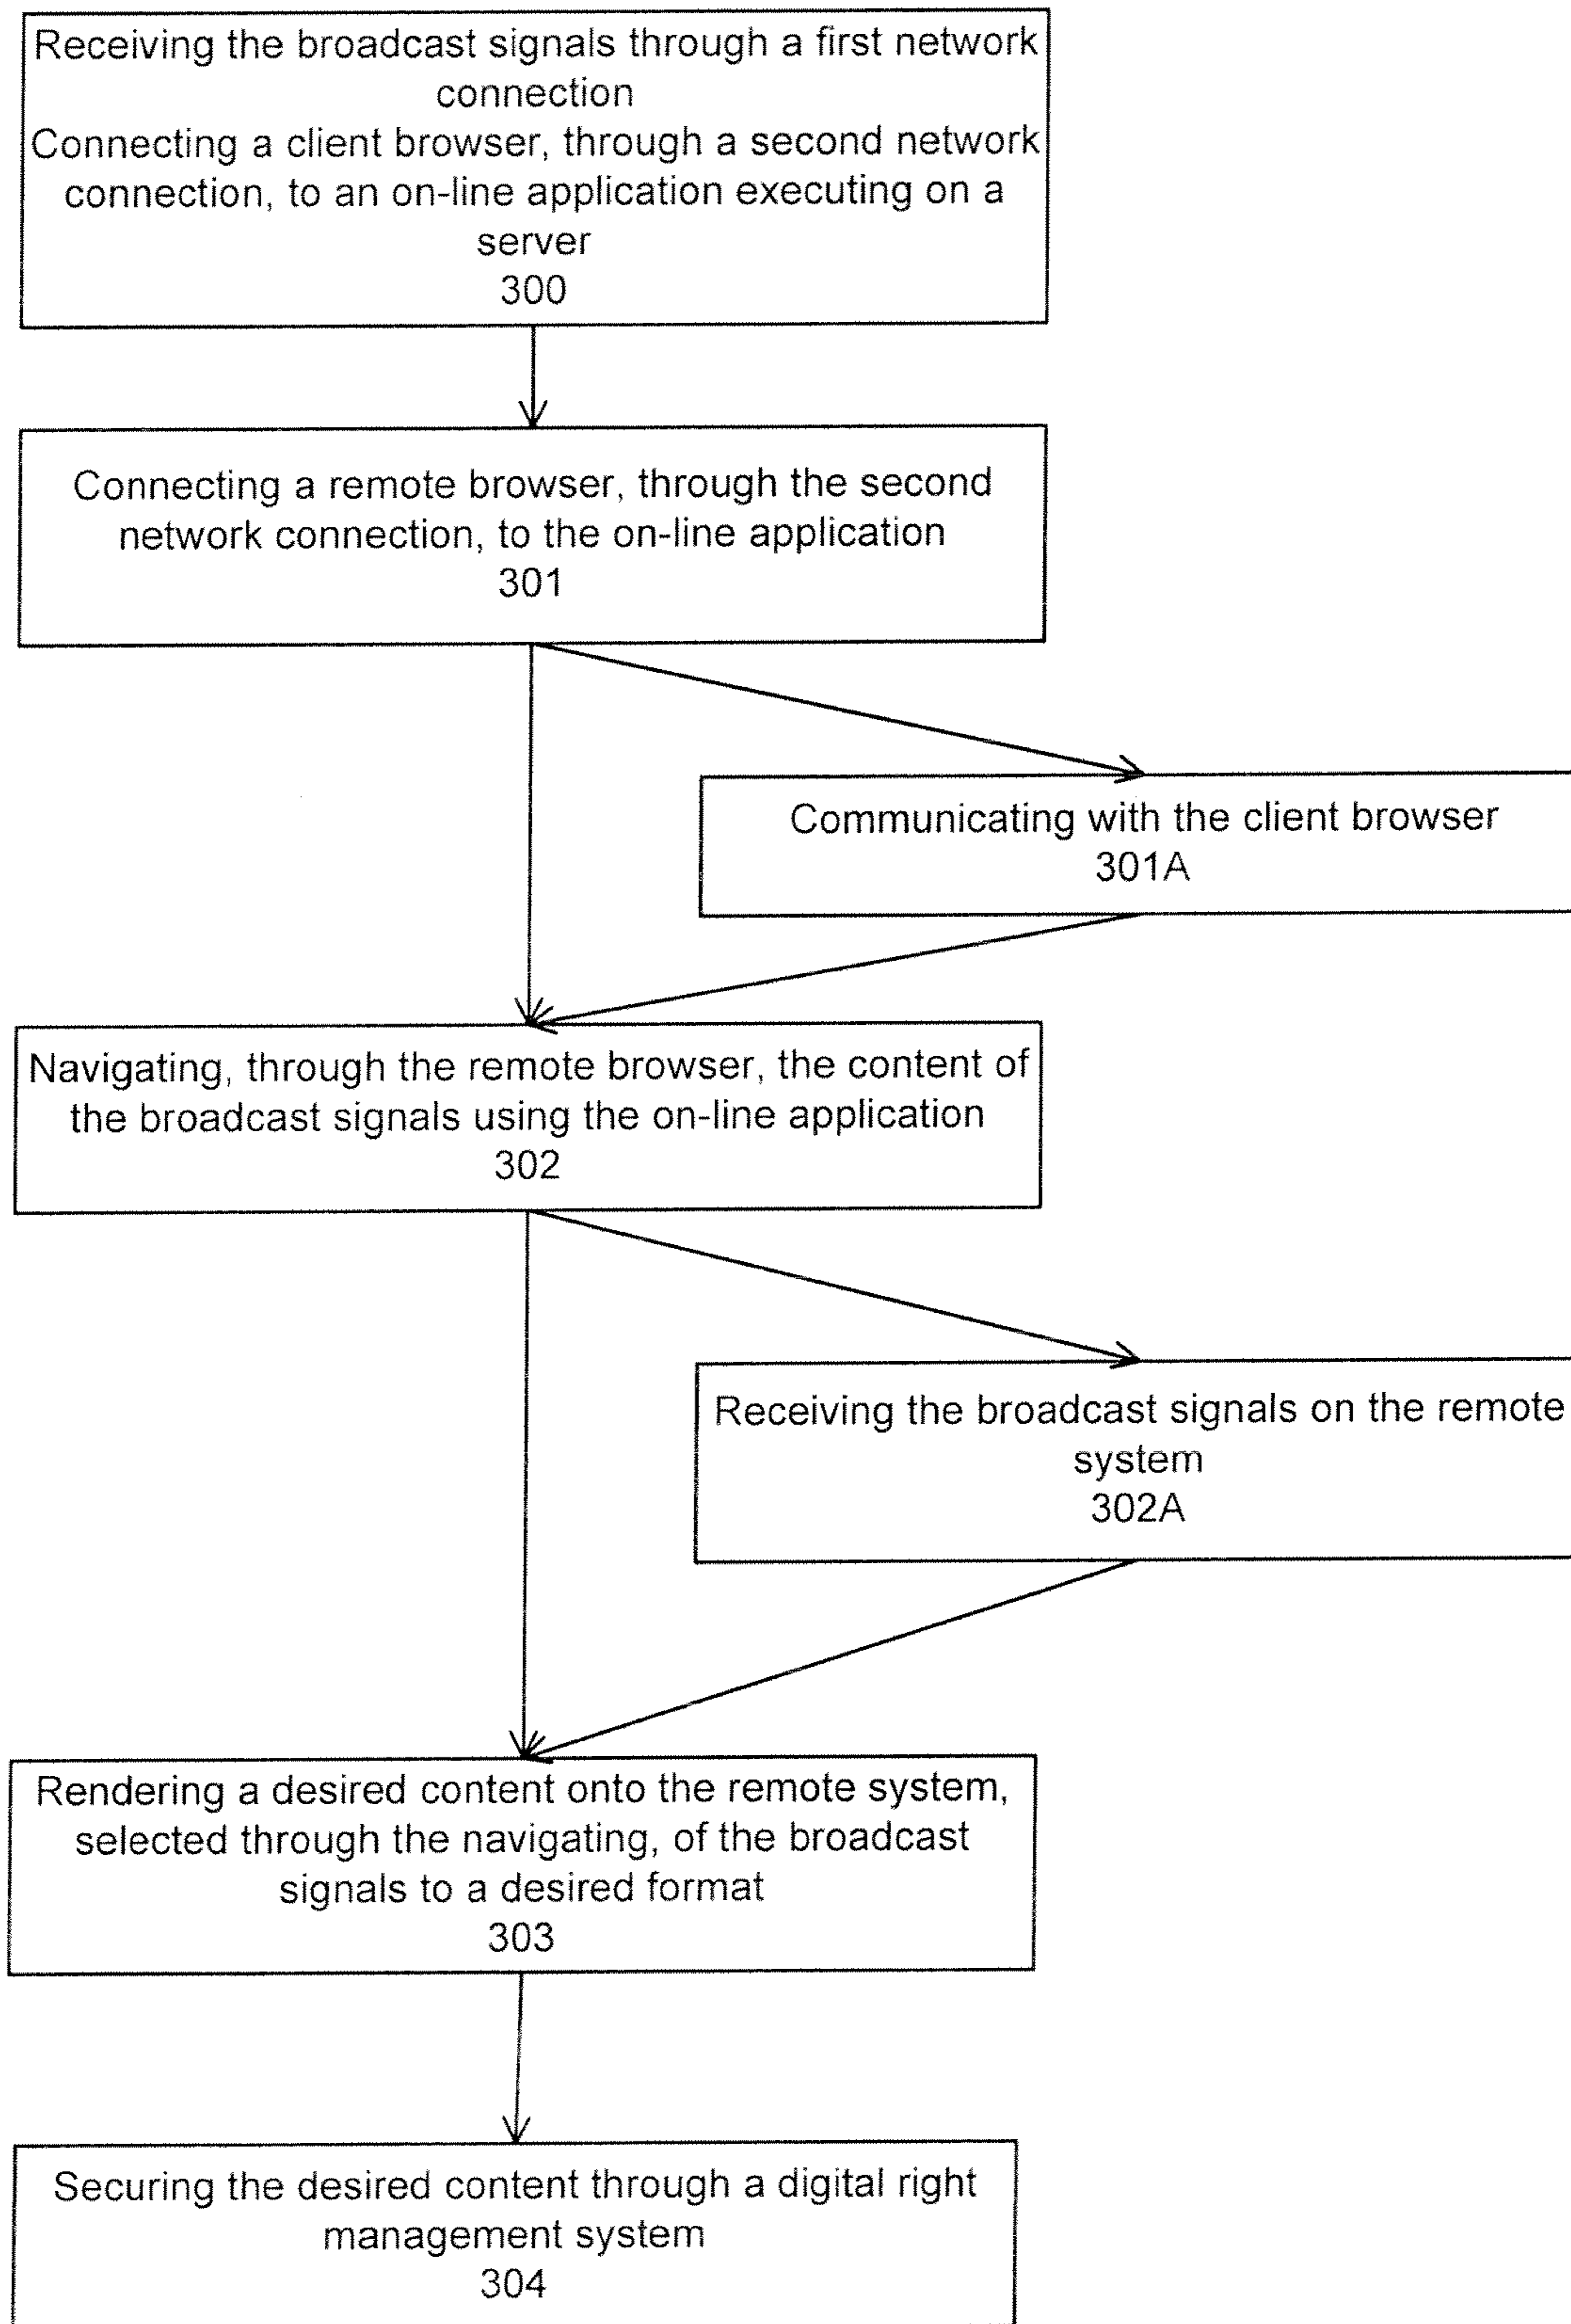 Receiving the broadcast signals through a first network
connection
Connecting a client browser, through a second network
connection, to an on-line application executing on a
server
300
Connecting a remote browser, through the second
network connection, to the on-line application
301
Communicating with the client browser
301A
Navigating, through the remote browser, the content of
the broadcast signals using the on-line application
302
Receiving the broadcast signals on the remote
system
302A
Rendering a desired content onto the remote system,
selected through the navigating, of the broadcast
signals to a desired format
303
Securing the desired content through a digital right
management system
304